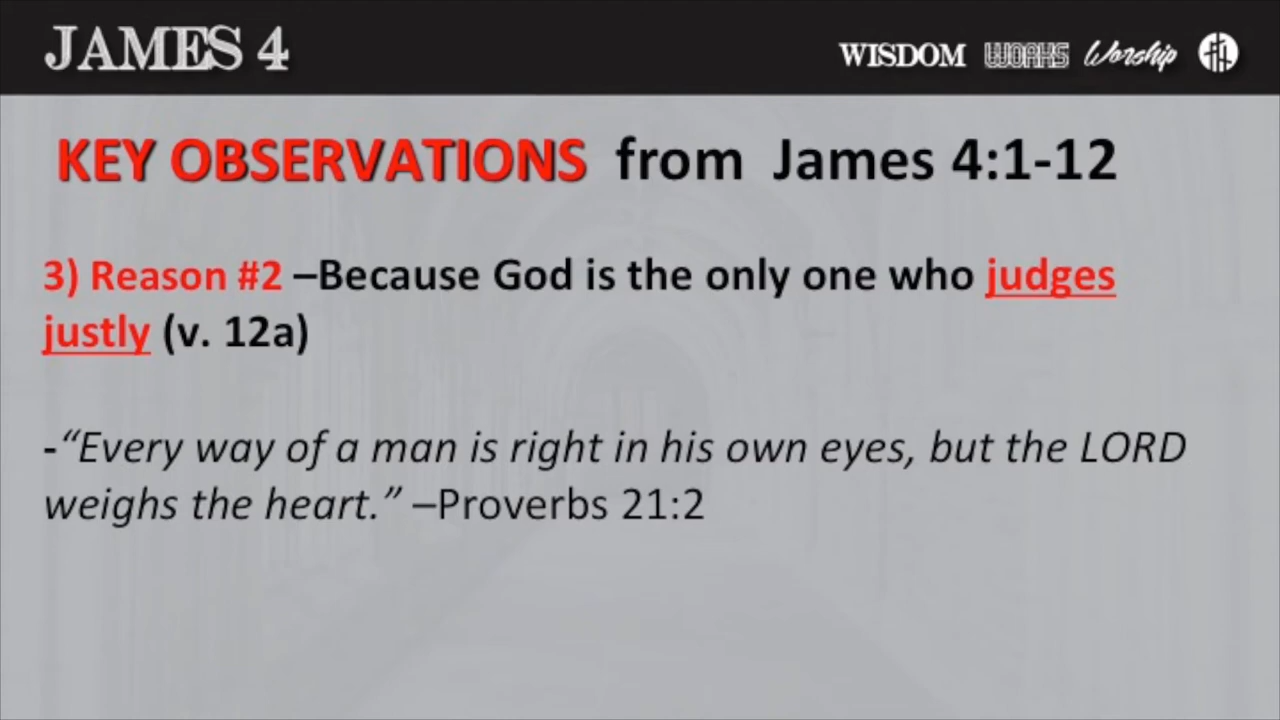 JAMES 4
WISDOM WORKS Worship
KEY OBSERVATIONS from James 4:1-12
3) Reason #2 –Because God is the only one who judges
justly (v. 12a)
-“Every way of a man is right in his own eyes, but the LORD
weighs the heart.” –Proverbs 21:2